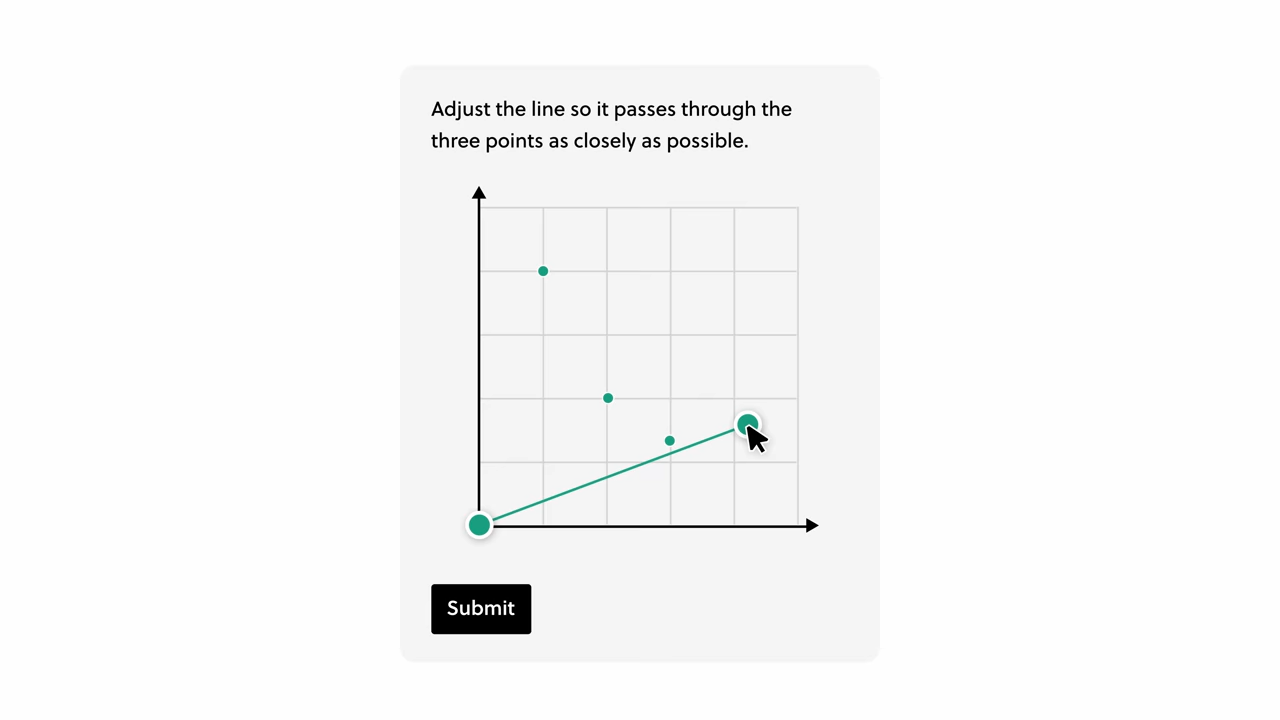 Adjust the line so it passes through the
three points as closely as possible.
Submit